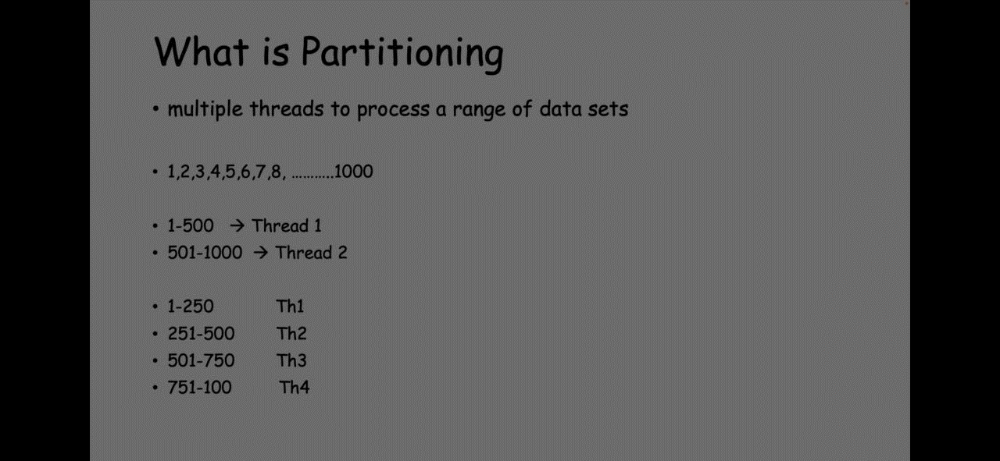 What is Partitioning
• multiple threads to process a range of data sets
• 1,2,3,4,5,6,7,8, ...........1000
• 1-500 → Thread 1
• 501-1000 → Thread 2
• 1-250 Th1
• 251-500 Th2
• 501-750 Th3
• 751-100 Th4